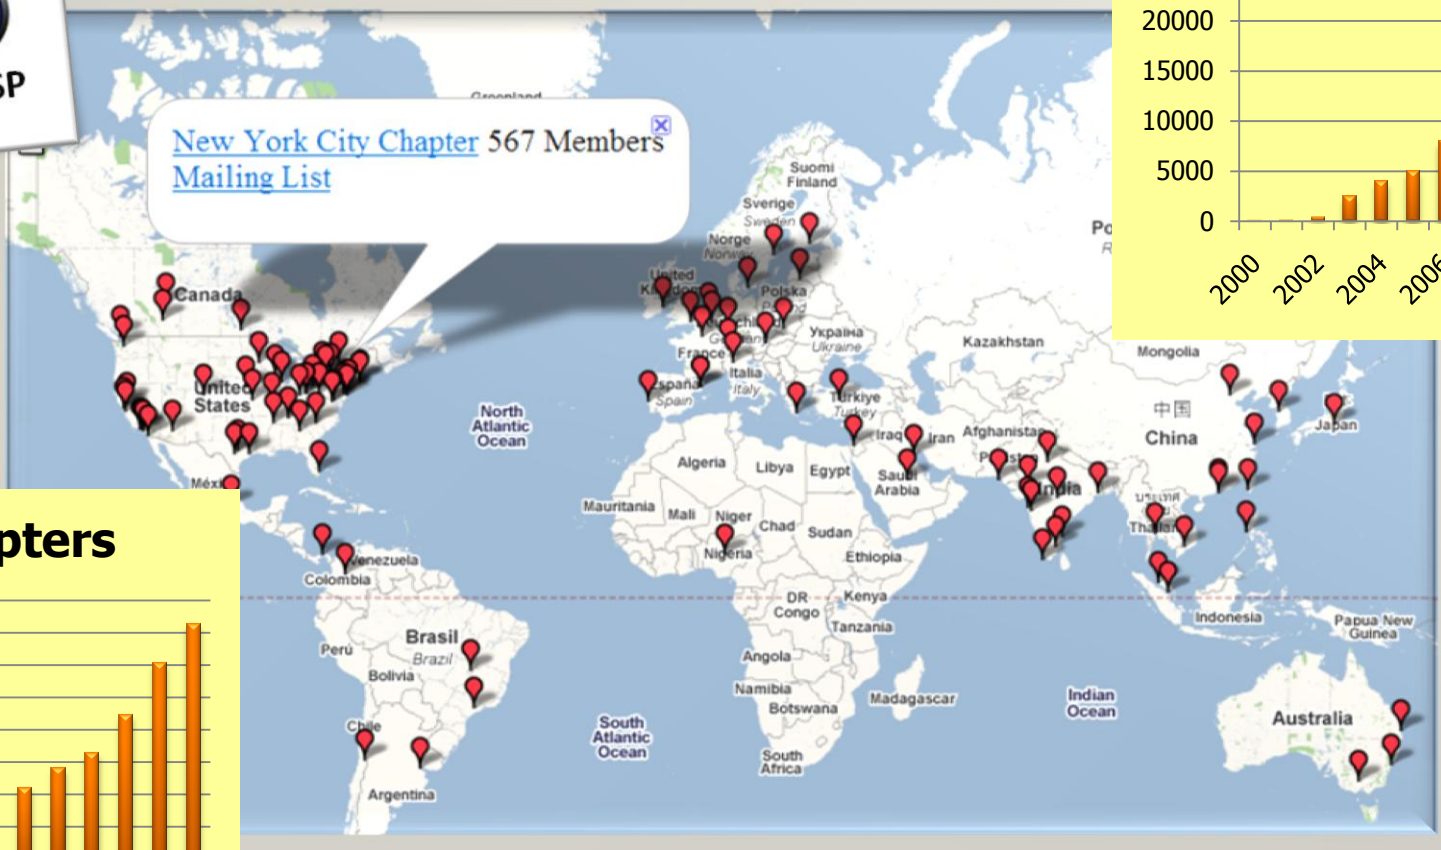 SP
20000
15000
10000
5000
0
2000
2002
2004
2006
Greenland
New York City Chapter 567 Members
Mailing List
Suomi
Finland
Sverige
Sweden
Norge
Norway
United
Canada
Polska
Україна
Ukraine
Kazakhstan
Mongolia
France
Italia
Italy
España
Spain
Türkiye
Turkey
United
States
North
Atlantic
Ocean
中国
China
Japan
Iraq
Iran
Afghanistan
Saudi
Arabia
India
Algeria
Libya
Egypt
Mauritania
Mali
Niger
Chad
Sudan
Nigeria
Ethiopia
Venezuela
Colombia
pters
DR
Congo
Kenya
Tanzania
Indonesia
Papua New
Guinea
Brasil
Brazil
Perú
Bolivia
Angola
Namibia
Botswana
Madagascar
Indian
Ocean
South
Atlantic
Ocean
Chile
South
Africa
Australia
Argentina